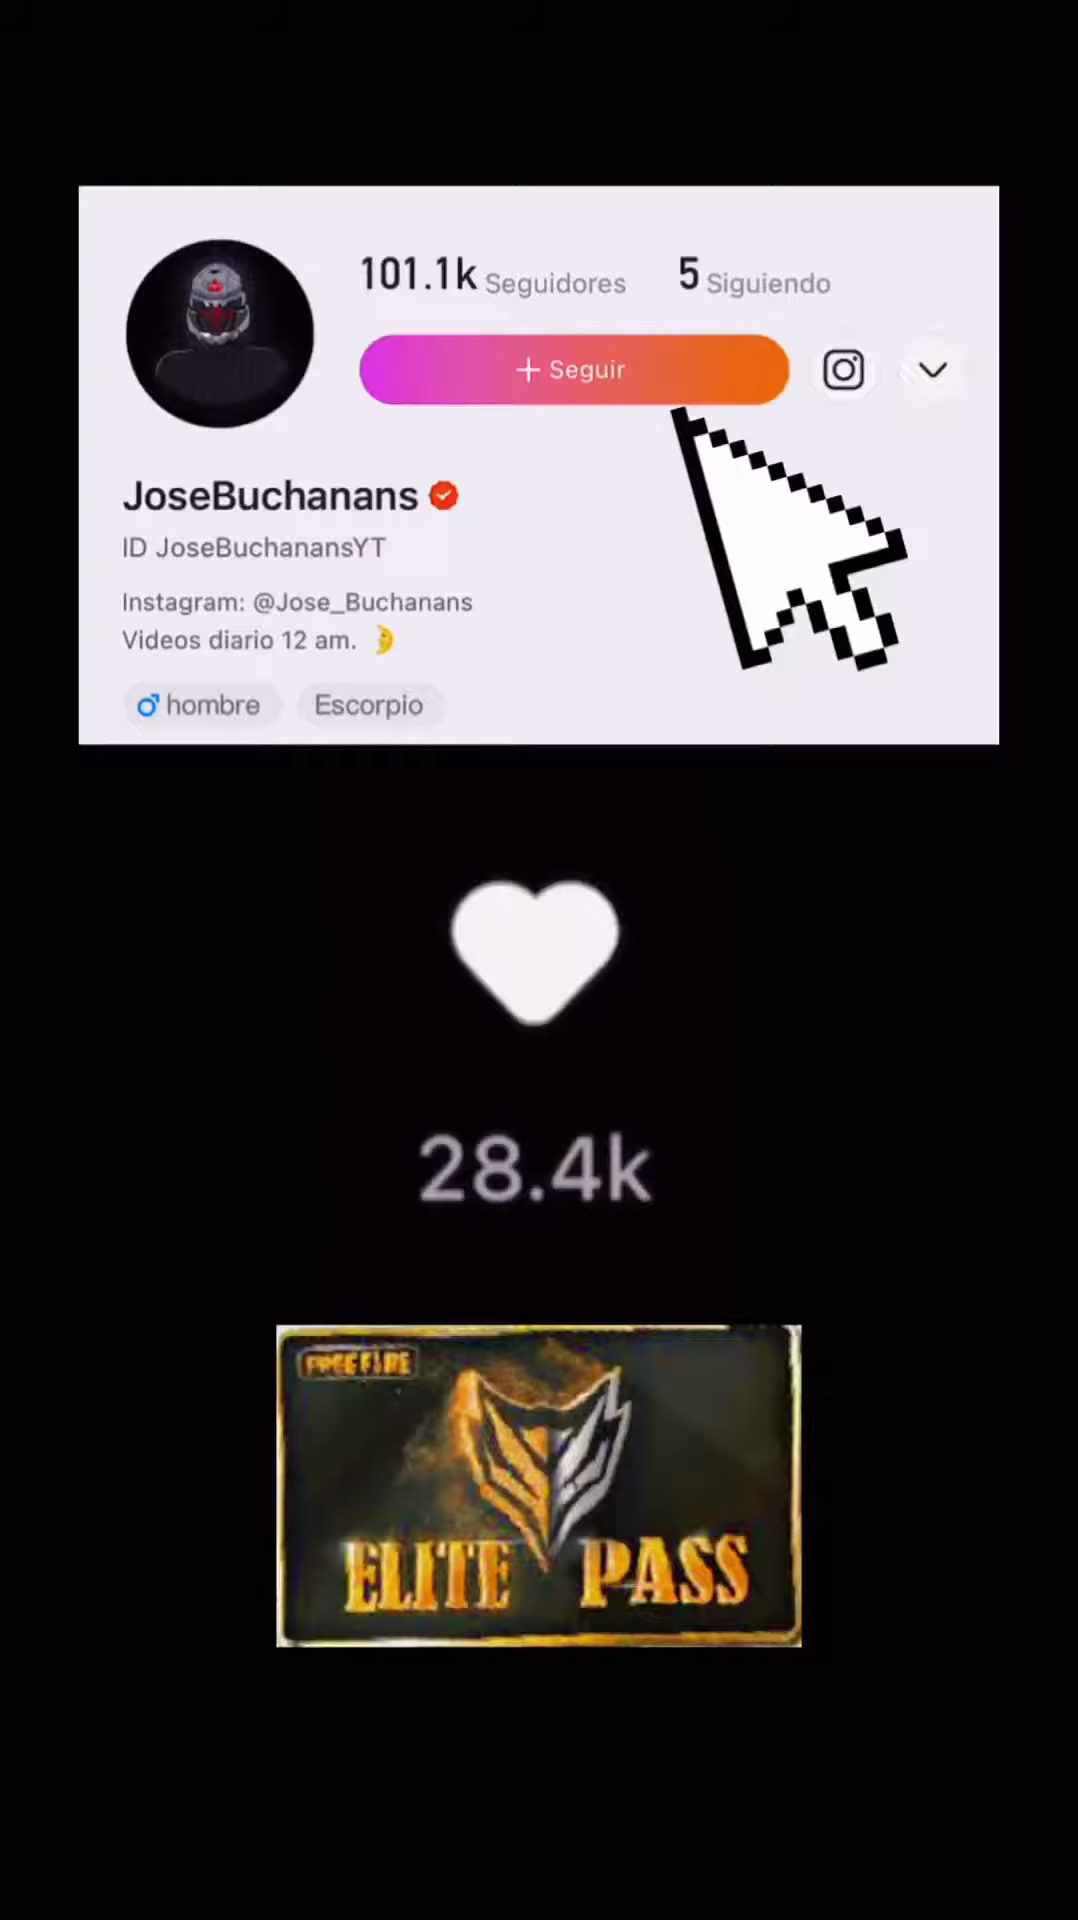 101.1k Seguidores 5 Siguiendo
+ Seguir
JoseBuchanans
ID JoseBuchanansYT
Instagram: @Jose_Buchanans
Videos diario 12 am. 🤌
hombre Escorpio
28.4k
FREE FIRE
ELITE PASS